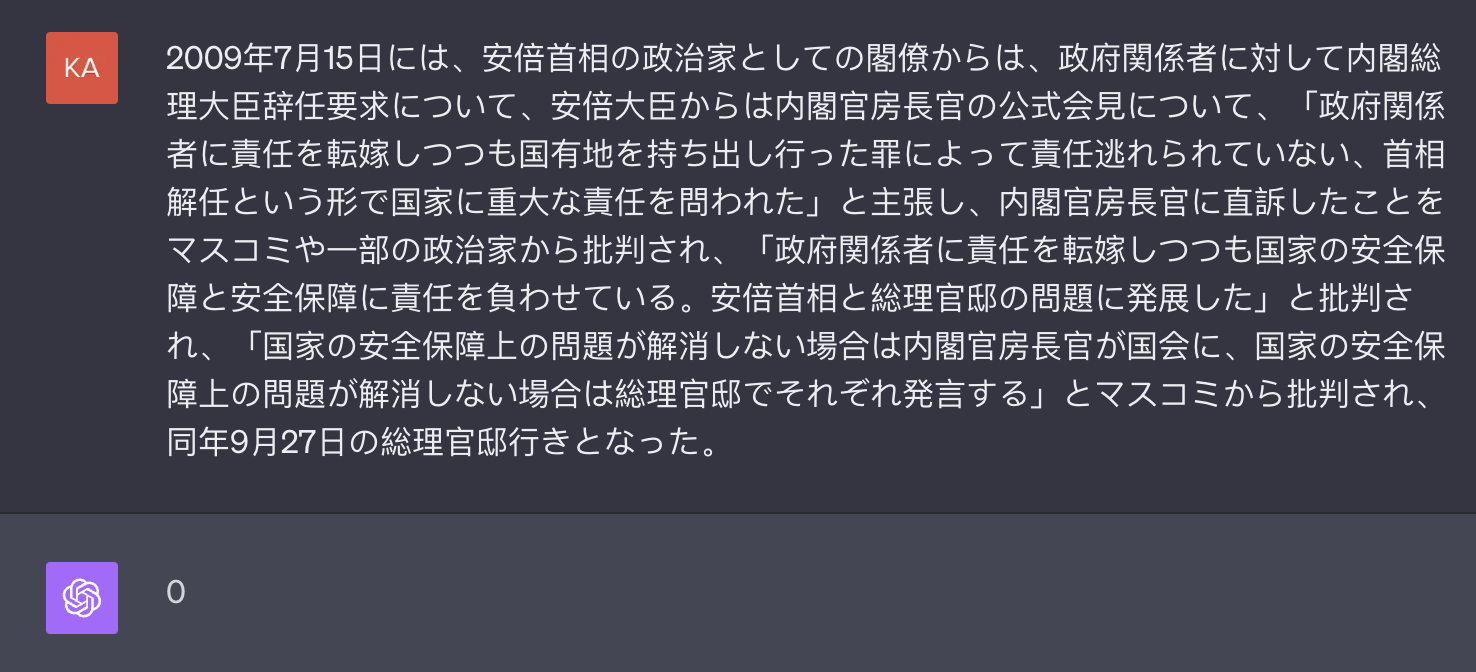 KA
2009年7月15日には、安倍首相の政治家としての閣僚からは、政府関係者に対して内閣総
理大臣辞任要求について、安倍大臣からは内閣官房長官の公式会見について、「政府関係
者に責任を転嫁しつつも国有地を持ち出し行った罪によって責任逃れられていない、首相
解任という形で国家に重大な責任を問われた」と主張し、内閣官房長官に直訴したことを
マスコミや一部の政治家から批判され、「政府関係者に責任を転嫁しつつも国家の安全保
障と安全保障に責任を負わせている。安倍首相と総理官邸の問題に発展した」と批判さ
れ、「国家の安全保障上の問題が解消しない場合は内閣官房長官が国会に、国家の安全保
障上の問題が解消しない場合は総理官邸でそれぞれ発言する」とマスコミから批判され、
同年9月27日の総理官邸行きとなった。
0